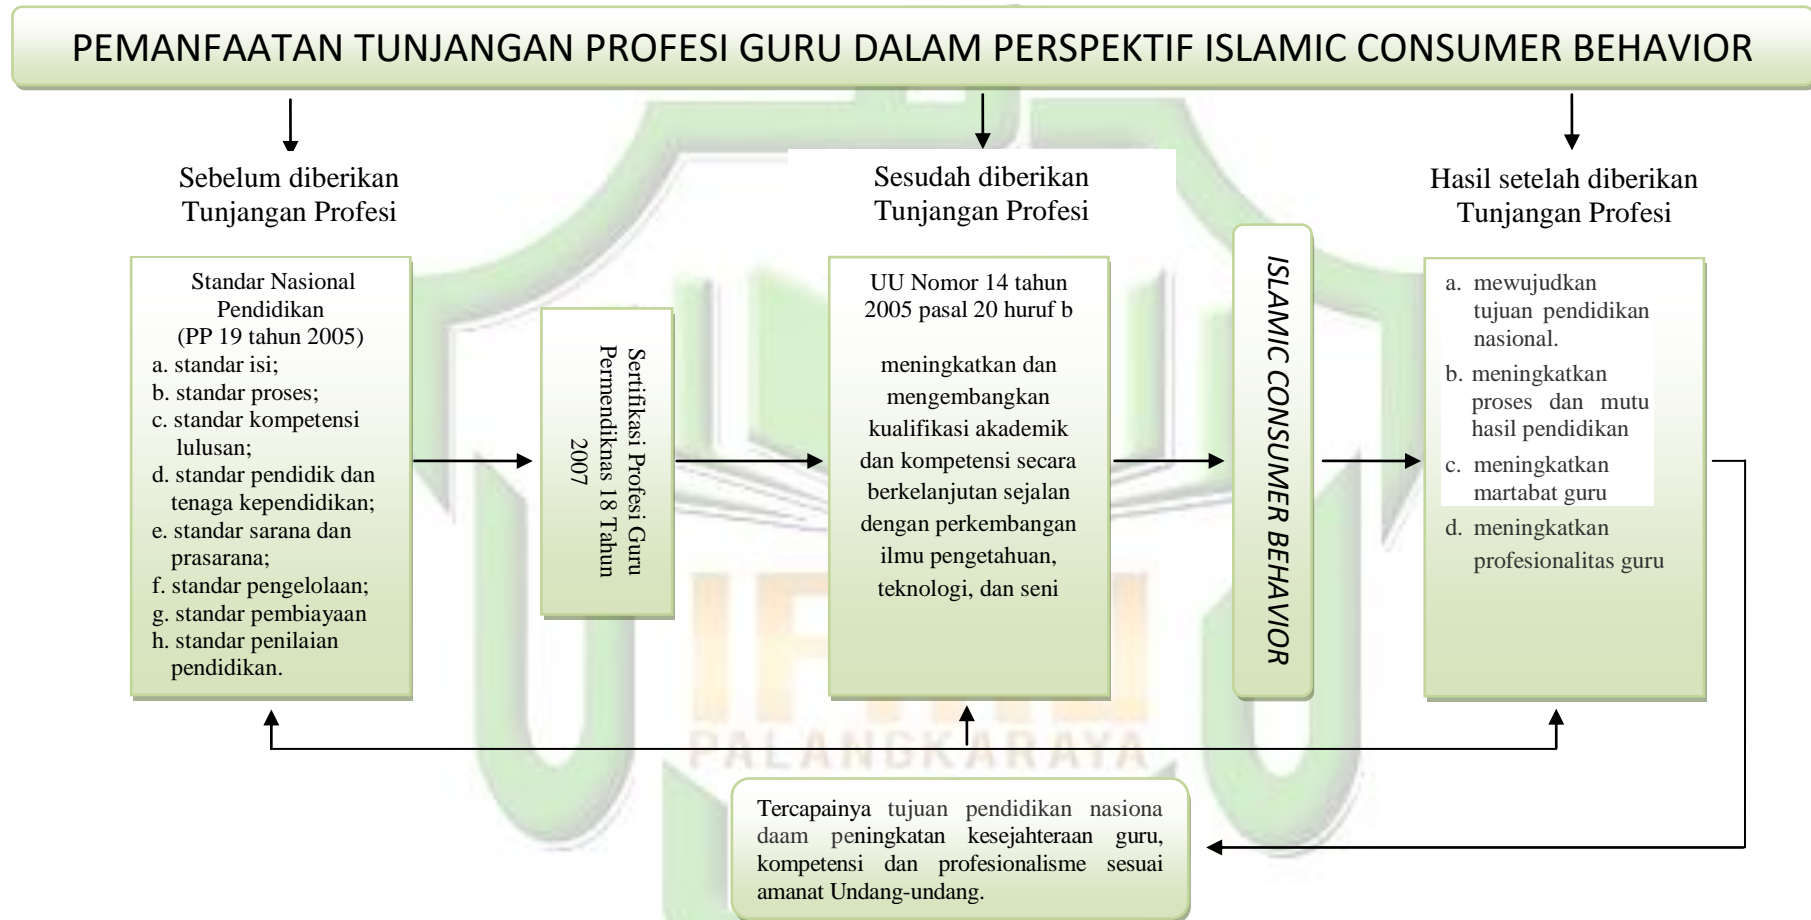 PEMANFAATAN TUNJANGAN PROFESI GURU DALAM PERSPEKTIF ISLAMIC CONSUMER BEHAVIOR
Sebelum diberikan
Tunjangan Profesi
Sesudah diberikan
Tunjangan Profesi
Hasil setelah diberikan
Tunjangan Profesi
Standar Nasional
Pendidikan
(PP 19 tahun 2005)
a. standar isi;
b. standar proses;
c. standar kompetensi
lulusan;
d. standar pendidik dan
tenaga kependidikan;
e. standar sarana dan
prasarana;
f. standar pengelolaan;
g. standar pembiayaan
h. standar penilaian
pendidikan.
Sertifikasi Profesi Guru
Permendiknas 18 Tahun
2007
UU Nomor 14 tahun
2005 pasal 20 huruf b
meningkatkan dan
mengembangkan
kualifikasi akademik
dan kompetensi secara
berkelanjutan sejalan
dengan perkembangan
ilmu pengetahuan,
teknologi, dan seni
ISLAMIC CONSUMER BEHAVIOR
a. mewujudkan
tujuan pendidikan
nasional.
b. meningkatkan
proses dan mutu
hasil pendidikan
c. meningkatkan
martabat guru
d. meningkatkan
profesionalitas guru
PALANGKARAYA
Tercapainya tujuan pendidikan nasiona
daam peningkatan kesejahteraan guru,
kompetensi dan profesionalisme sesuai
amanat Undang-undang.